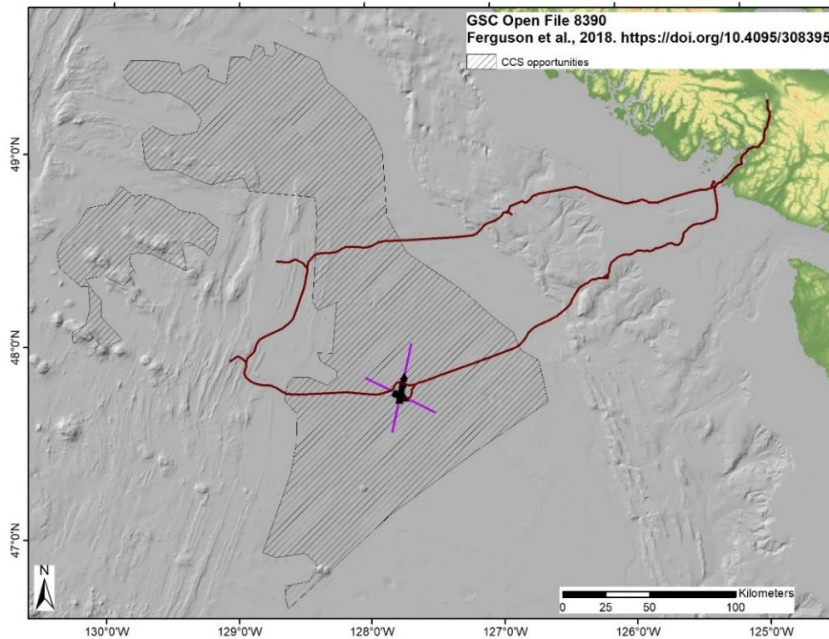 GSC Open File 8390
Ferguson et al., 2018. https://doi.org/10.4095/308395
CCS opportunities
49°0'N
48°0'N
47°0'N
N
Kilometers
0 25 50 100
130°0'W 129°0'W 128°0'W 127°0'W 126°0'W 125°0'W